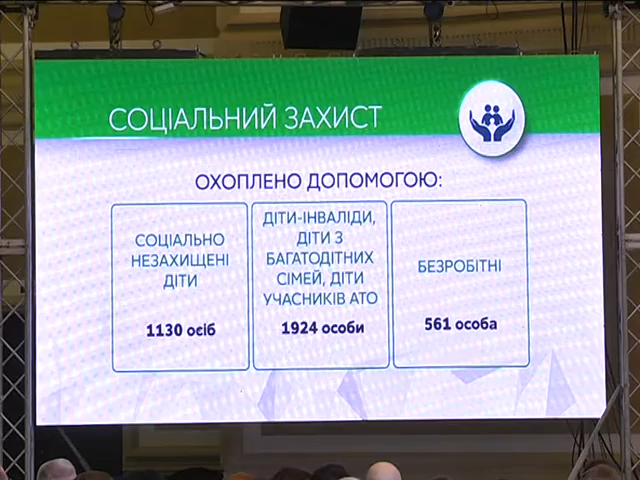 СОЦІАЛЬНИЙ ЗАХИСТ
ОХОПЛЕНО ДОПОМОГОЮ:
СОЦІАЛЬНО
НЕЗАХИЩЕНІ
ДІТИ
1130 осіб
ДІТИ-ІНВАЛІДИ,
ДІТИ З
БАГАТОДІТНИХ
СІМЕЙ, ДІТИ
УЧАСНИКІВ АТО
1924 особи
БЕЗРОБІТНІ
561 особа